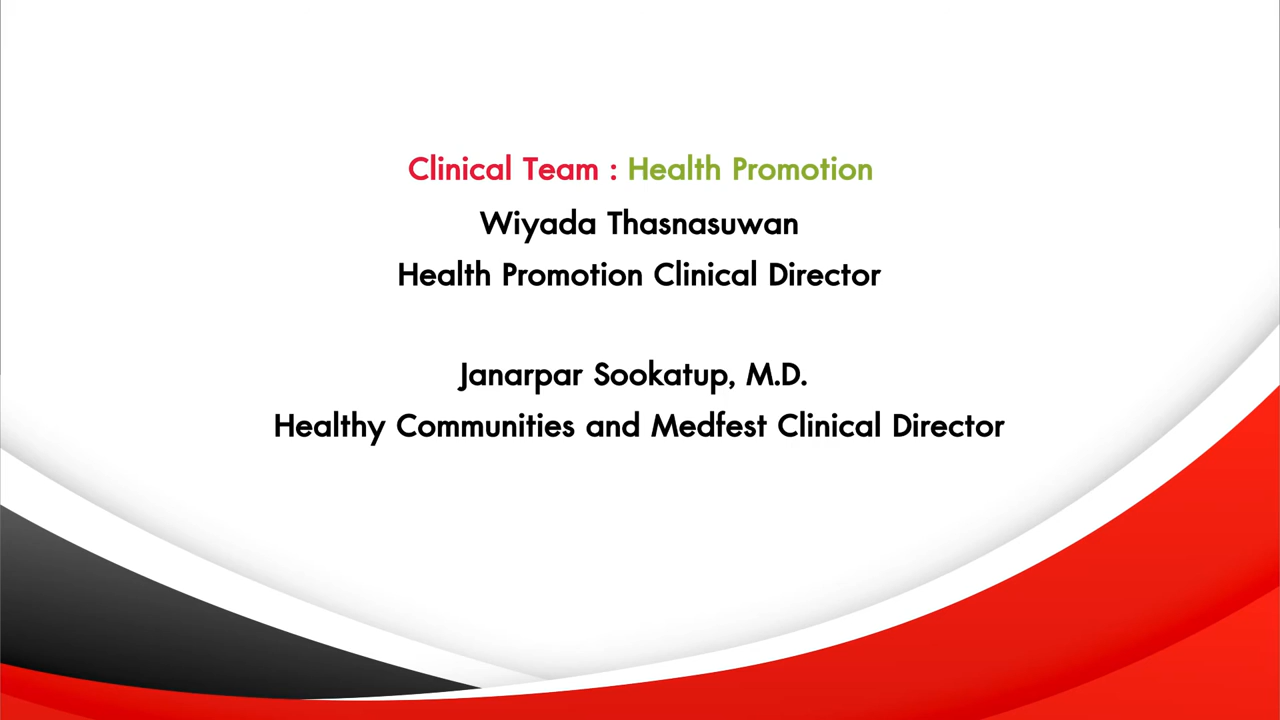 Clinical Team : Health Promotion
Wiyada Thasnasuwan
Health Promotion Clinical Director
Janarpar Sookatup, M.D.
Healthy Communities and Medfest Clinical Director